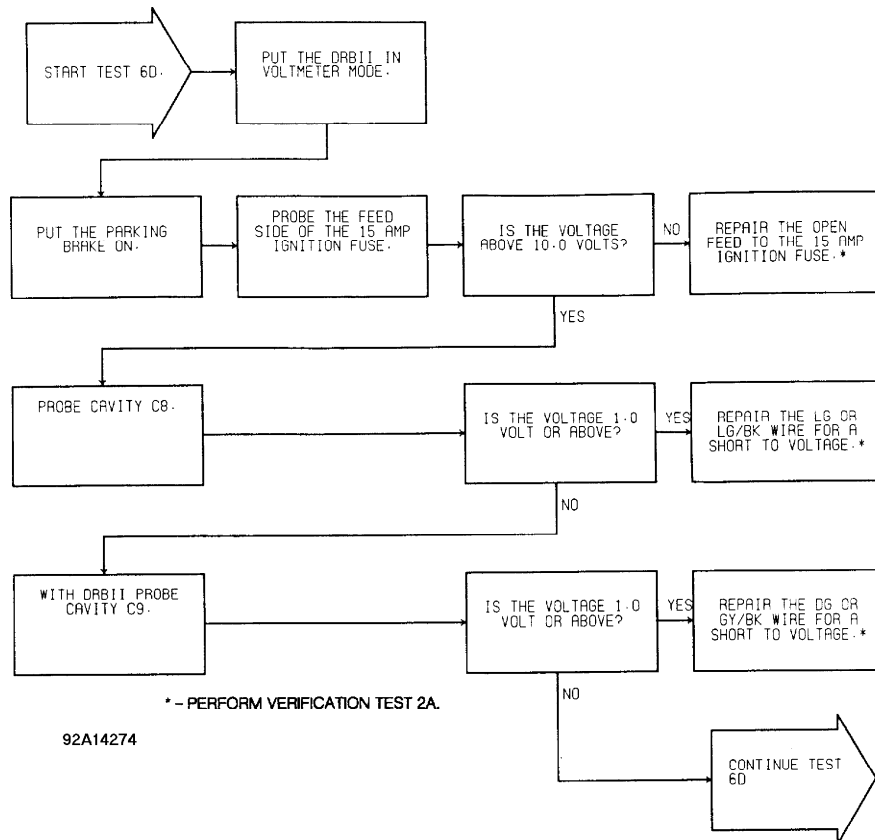 START TEST 6D.
PUT THE DRBII IN
VOLTMETER MODE.
PUT THE PARKING
BRAKE ON.
PROBE THE FEED
SIDE OF THE 15 AMP
IGNITION FUSE.
IS THE VOLTAGE
ABOVE 10.0 VOLTS?
NO
REPAIR THE OPEN
FEED TO THE 15 AMP
IGNITION FUSE.*
YES
PROBE CAVITY C8.
IS THE VOLTAGE 1.0
VOLT OR ABOVE?
YES
REPAIR THE LG OR
LG/BK WIRE FOR A
SHORT TO VOLTAGE.*
NO
WITH DRBII PROBE
CAVITY C9.
IS THE VOLTAGE 1.0
VOLT OR ABOVE?
YES
REPAIR THE DG OR
GY/BK WIRE FOR A
SHORT TO VOLTAGE.*
NO
* – PERFORM VERIFICATION TEST 2A.
92A14274
CONTINUE TEST
6D